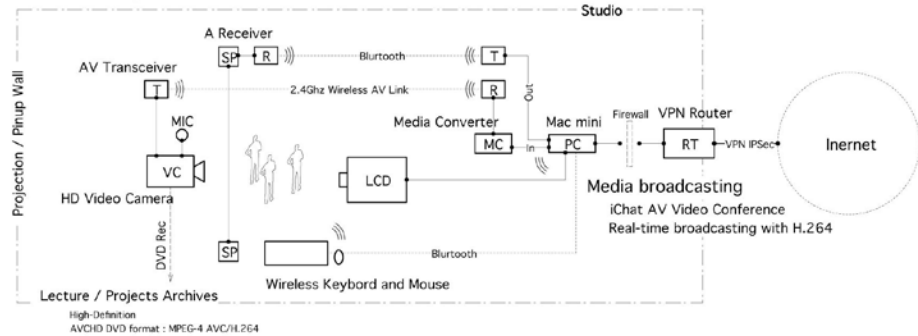 Studio
A Receiver
SP
R
Blurtooth
T
AV Transceiver
T
2.4Ghz Wireless AV Link
R
Out
Firewall
VPN Router
Projection / Pinup Wall
MIC
Media Converter
Mac mini
MC
In
PC
RT
VPN IPSec
Inernet
VC
LCD
HD Video Camera
Media broadcasting
iChat AV Video Conference
Real-time broadcasting with H.264
DVD Rec
SP
Blurtooth
Wireless Keybord and Mouse
Lecture / Projects Archives
High-Definition
AVCHD DVD format : MPEG-4 AVC/H.264